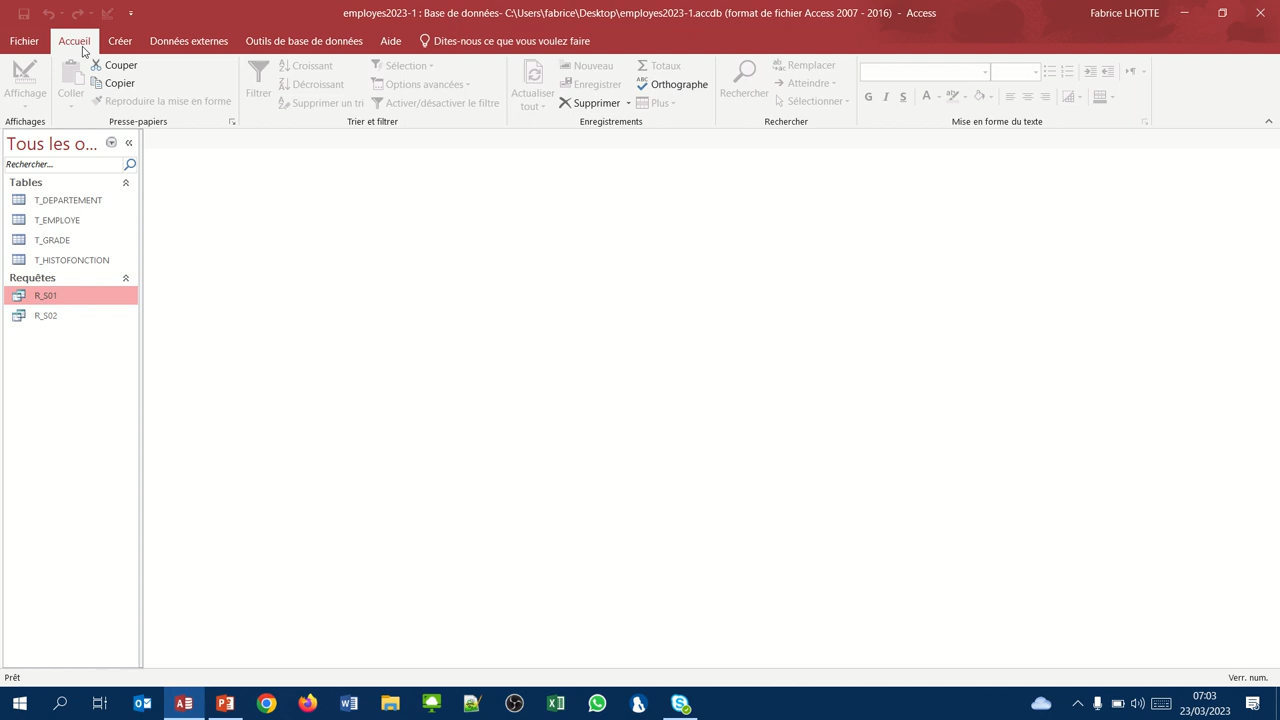 employes2023-1 : Base de données- C:\Users\fabrice\Desktop\employes2023-1.accdb (format de fichier Access 2007 - 2016) - Access
Fabrice LHOTTE
Fichier
Accueil
Créer
Données externes
Outils de base de données
Aide
Dites-nous ce que vous voulez faire
Affichage
Coller
Couper
Copier
Reproduire la mise en forme
Filtrer
Croissant
Décroissant
Supprimer un tri
Sélection
Options avancées
Activer/désactiver le filtre
Actualiser
tout
Nouveau
Enregistrer
Supprimer
Totaux
Orthographe
Plus
Rechercher
Remplacer
Atteindre
Sélectionner
G I S A
Affichages
Presse-papiers
Trier et filtrer
Enregistrements
Rechercher
Mise en forme du texte
Tous les o...
Rechercher...
Tables
T_DEPARTEMENT
T_EMPLOYE
T_GRADE
T_HISTOFONCTION
Requêtes
R_S01
R_S02
Prêt
Verr. num.
07:03
23/03/2023